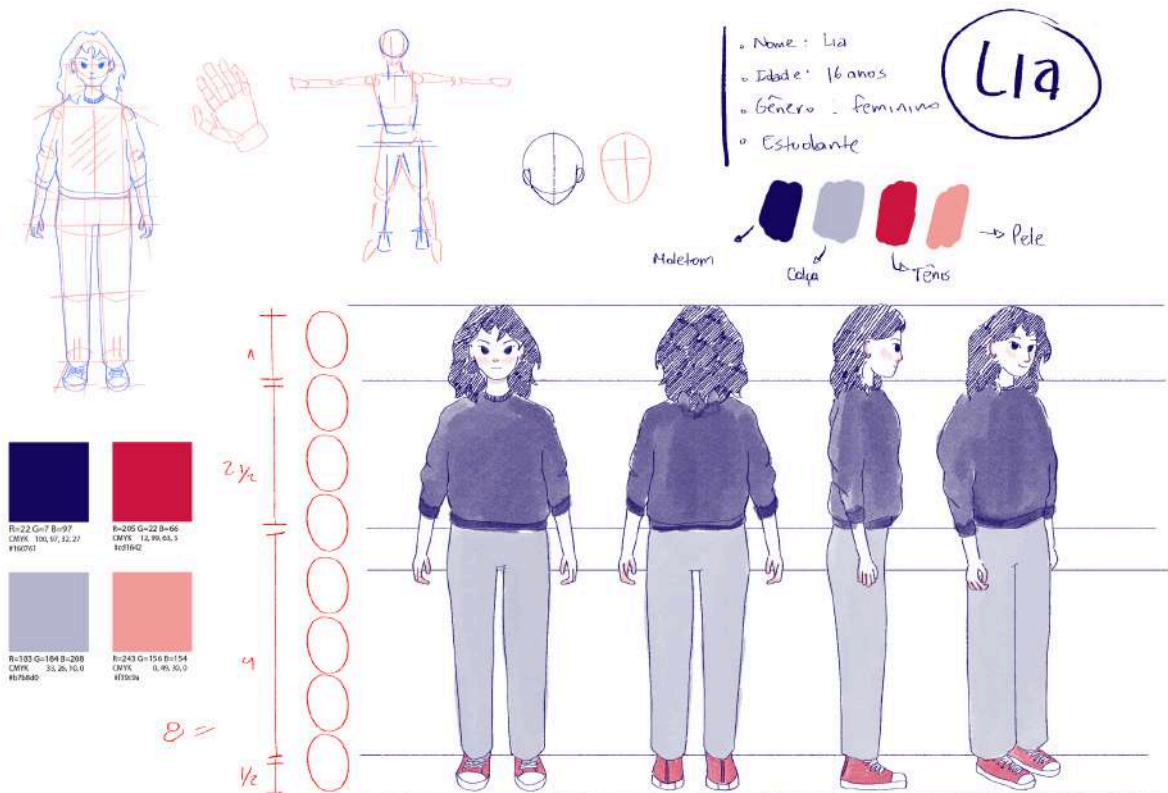 Nome: Lia
Idade: 16 anos
Gênero: feminino
Estudante
Lia
Moletom
Calça
Tênis
Pele
R=22 G=7 B=97
CMYK 100, 97, 32, 27
#160761
R=205 G=22 B=66
CMYK 12, 99, 63, 3
#cd1642
R=183 G=184 B=208
CMYK 33, 26, 10, 0
#b7b8d0
R=243 G=156 B=154
CMYK 0, 49, 30, 0
#f39c9a
1
2 1/2
4
8 =
1/2